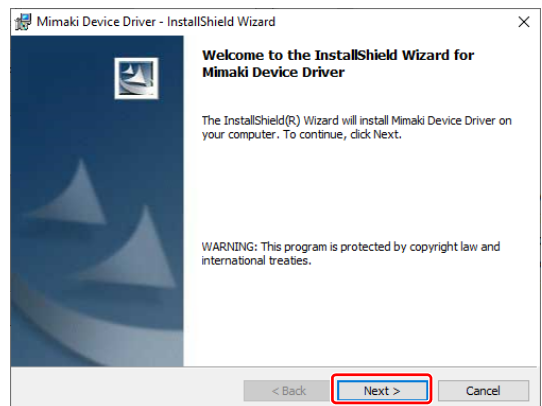 Mimaki Device Driver - InstallShield Wizard
Welcome to the InstallShield Wizard for
Mimaki Device Driver
The InstallShield(R) Wizard will install Mimaki Device Driver on
your computer. To continue, click Next.
WARNING: This program is protected by copyright law and
international treaties.
< Back
Next >
Cancel